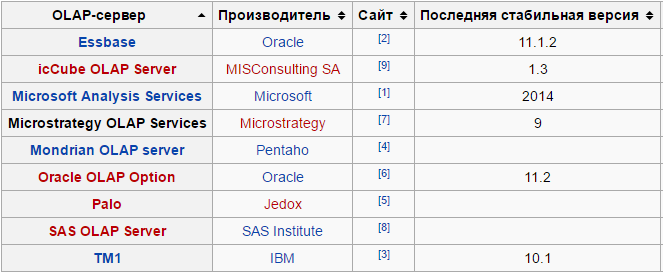 OLAP-сервер Производитель Сайт Последняя стабильная версия
Essbase Oracle [2] 11.1.2
icCube OLAP Server MISConsulting SA [9] 1.3
Microsoft Analysis Services Microsoft [1] 2014
Microstrategy OLAP Services Microstrategy [7] 9
Mondrian OLAP server Pentaho [4]
Oracle OLAP Option Oracle [6] 11.2
Palo Jedox [5]
SAS OLAP Server SAS Institute [8]
TM1 IBM [3] 10.1